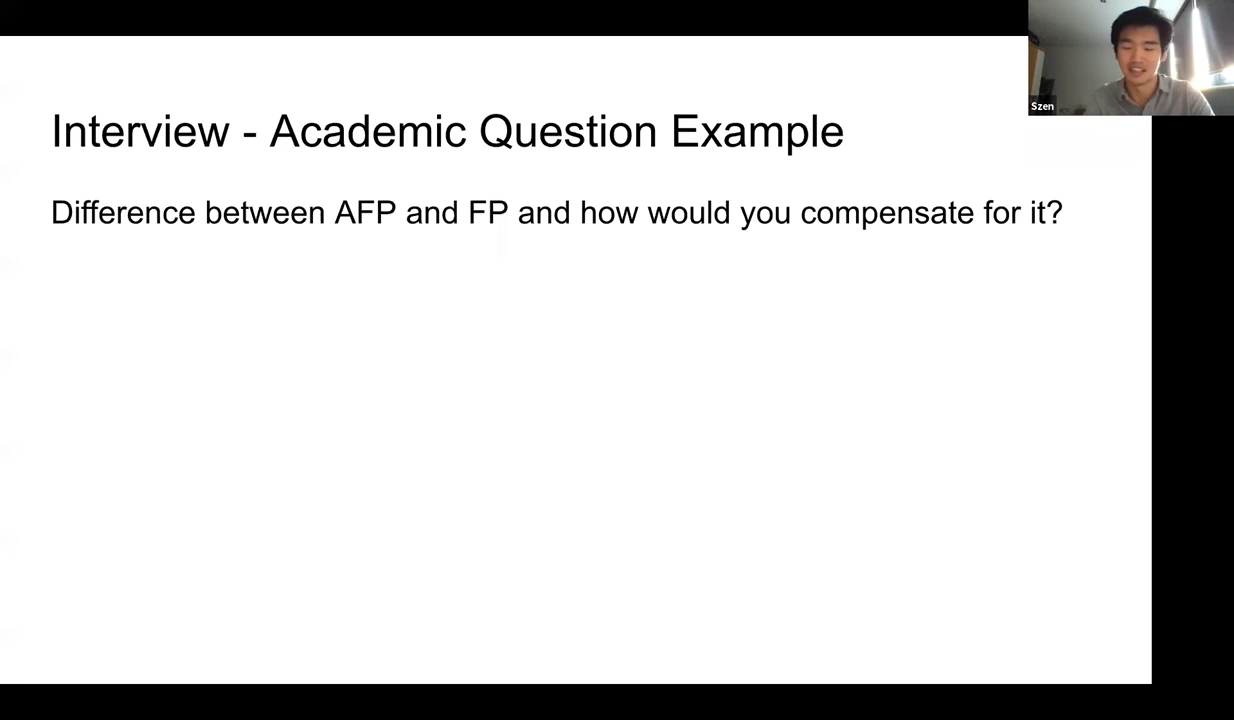 Interview - Academic Question Example
Szen
Difference between AFP and FP and how would you compensate for it?